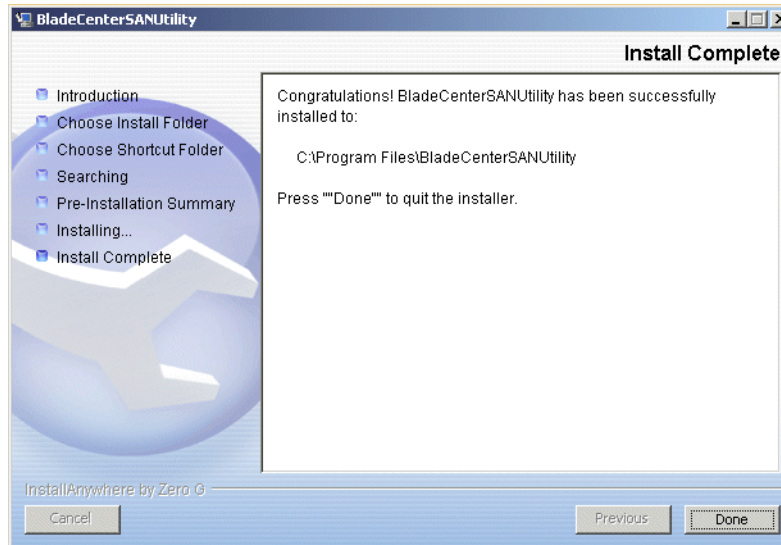 BladeCenterSANUtility
Install Complete
Introduction
Choose Install Folder
Choose Shortcut Folder
Searching
Pre-Installation Summary
Installing...
Install Complete
Congratulations! BladeCenterSANUtility has been successfully
installed to:
C:\Program Files\BladeCenterSANUtility
Press ""Done"" to quit the installer.
InstallAnywhere by Zero G
Cancel
Previous
Done